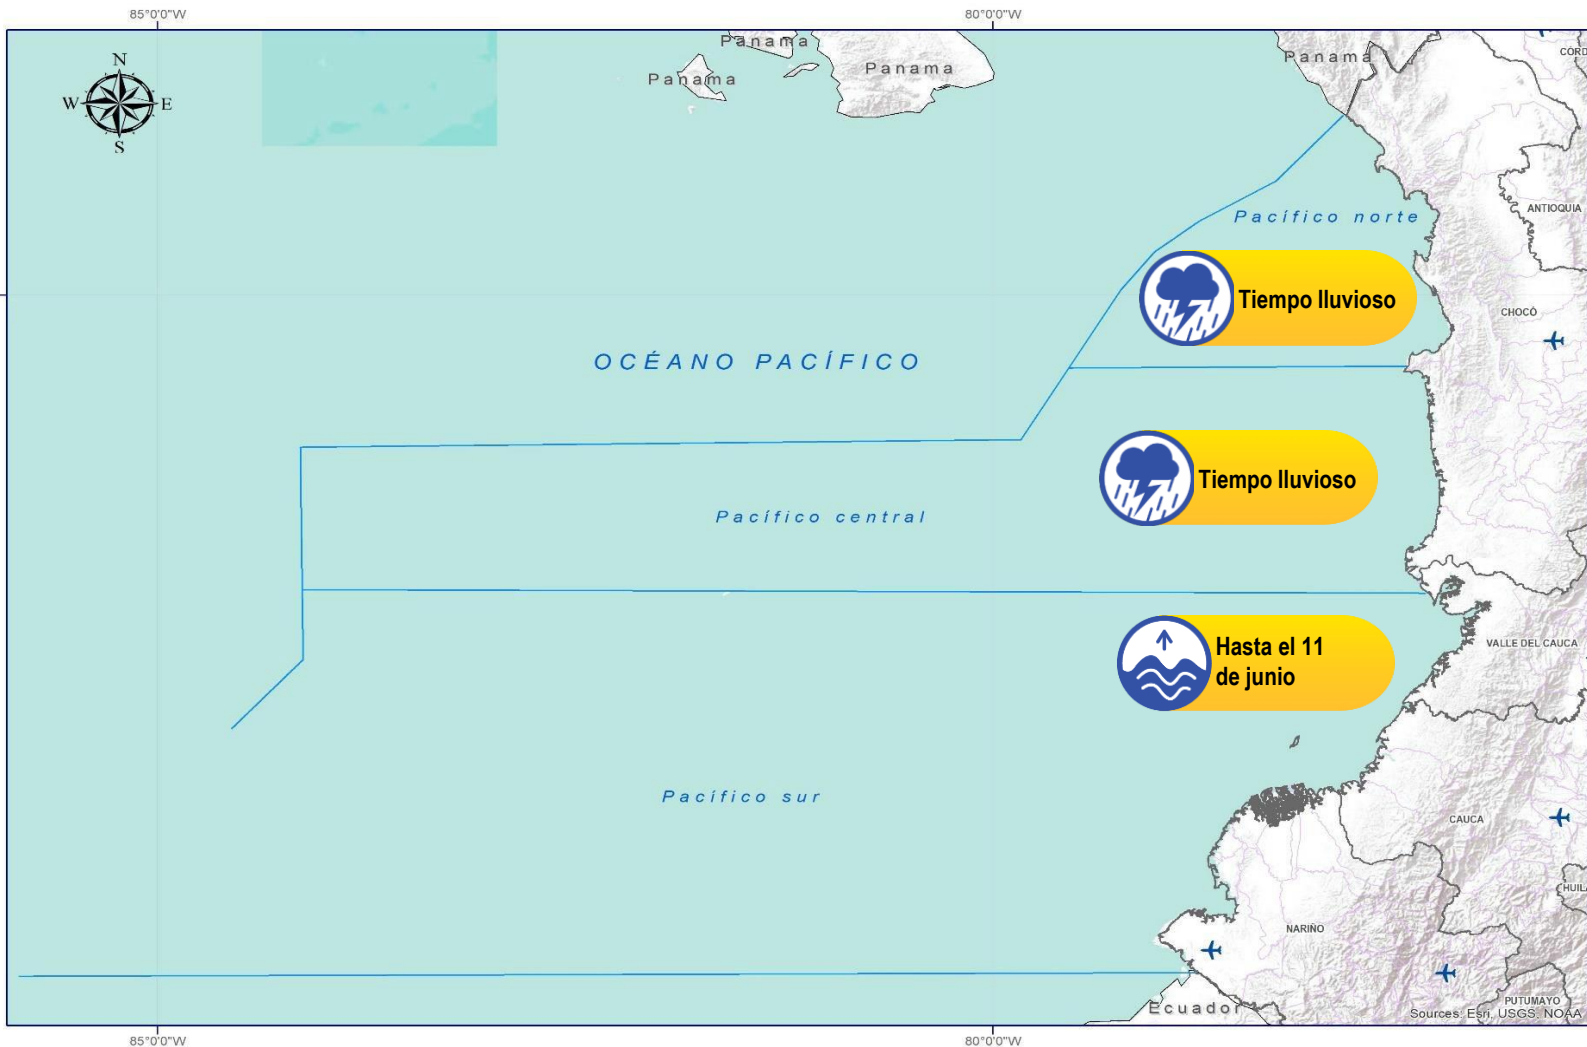 85°0'0"W
80°0'0"W
N
W
E
S
Panama
Panama
Panama
Panama
CORD
ANTIOQUIA
Pacífico norte
Tiempo lluvioso
CHOCÓ
OCÉANO PACÍFICO
Tiempo lluvioso
Pacífico central
Hasta el 11
de junio
VALLE DEL CAUCA
Pacífico sur
CAUCA
HUILA
NARIÑO
PUTUMAYO
Ecuador
Sources: Esri, USGS, NOAA
85°0'0"W
80°0'0"W